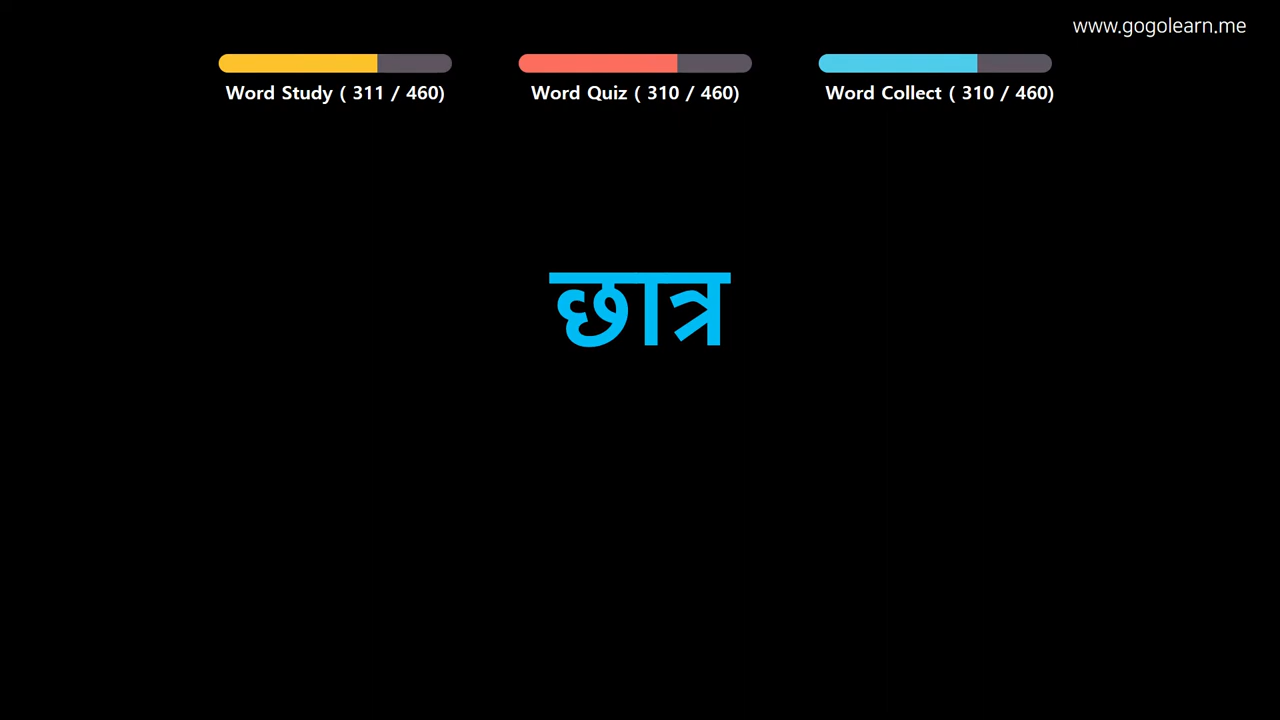 www.gogolearn.me
Word Study ( 311 / 460)
Word Quiz ( 310 / 460)
Word Collect ( 310 / 460)
छात्र